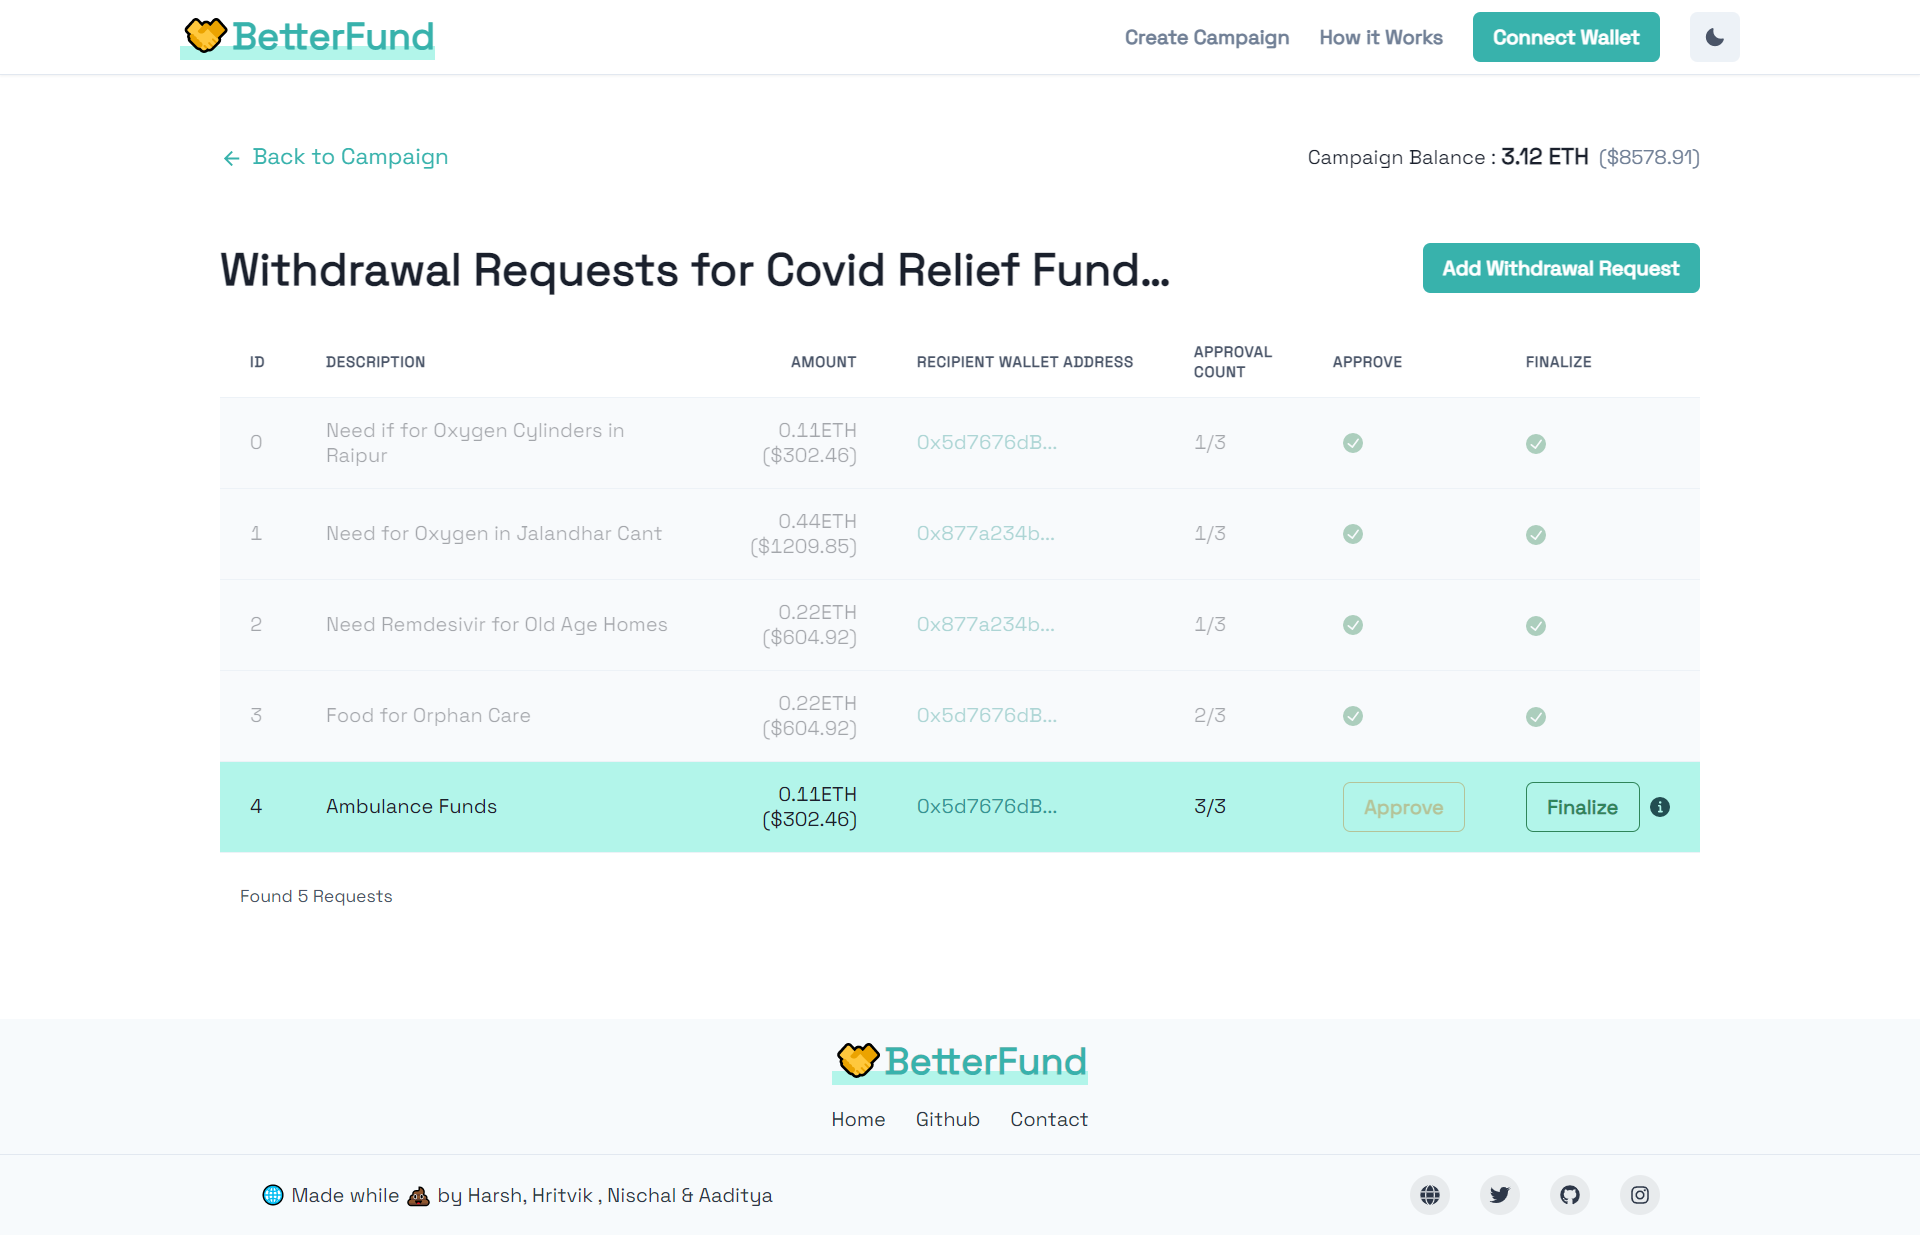 BetterFund
Create Campaign
How it Works
Connect Wallet
Back to Campaign
Campaign Balance : 3.12 ETH ($8578.91)
Withdrawal Requests for Covid Relief Fund...
Add Withdrawal Request
ID
DESCRIPTION
AMOUNT
RECIPIENT WALLET ADDRESS
APPROVAL
COUNT
APPROVE
FINALIZE
0
Need if for Oxygen Cylinders in
Raipur
0.11ETH
($302.46)
0x5d7676dB...
1/3
1
Need for Oxygen in Jalandhar Cant
0.44ETH
($1209.85)
0x877a234b...
1/3
2
Need Remdesivir for Old Age Homes
0.22ETH
($604.92)
0x877a234b...
1/3
3
Food for Orphan Care
0.22ETH
($604.92)
0x5d7676dB...
2/3
4
Ambulance Funds
0.11ETH
($302.46)
0x5d7676dB...
3/3
Approve
Finalize
Found 5 Requests
BetterFund
Home
Github
Contact
🌐 Made while 💩 by Harsh, Hritvik , Nischal & Aaditya